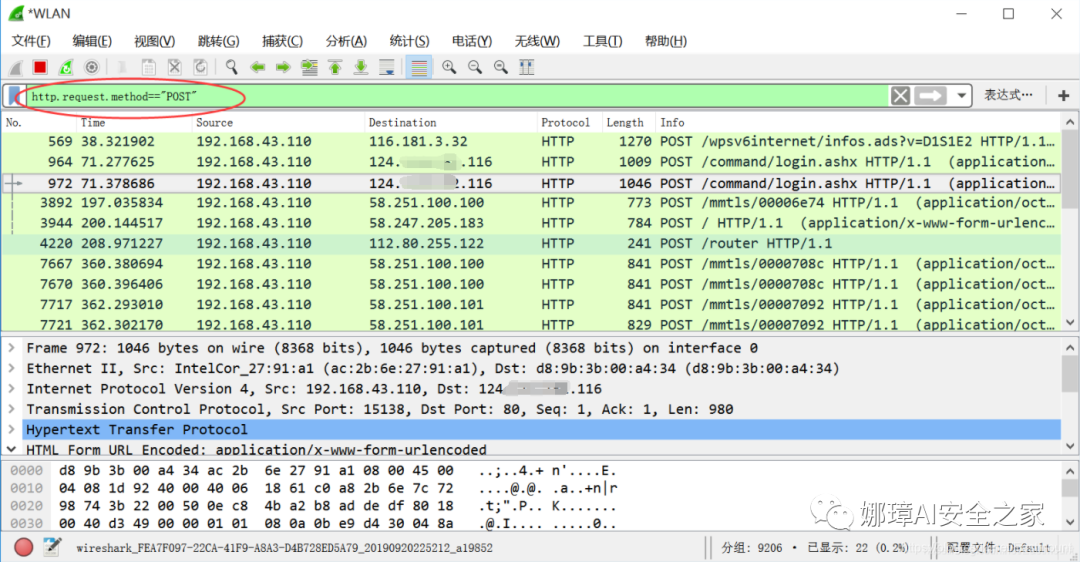 *WLAN
文件(F) 编辑(E) 视图(V) 跳转(G) 捕获(C) 分析(A) 统计(S) 电话(Y) 无线(W) 工具(T) 帮助(H)
http.request.method=="POST" 表达式… +
No. Time Source Destination Protocol Length Info
569 38.321902 192.168.43.110 116.181.3.32 HTTP 1270 POST /wpsv6internet/infos.ads?v=D1S1E2 HTTP/1.1…
964 71.277625 192.168.43.110 124. .116 HTTP 1009 POST /command/login.ashx HTTP/1.1 (application…
972 71.378686 192.168.43.110 124. .116 HTTP 1046 POST /command/login.ashx HTTP/1.1 (application…
3892 197.035834 192.168.43.110 58.251.100.100 HTTP 773 POST /mmtls/00006e74 HTTP/1.1 (application/oct…
3944 200.144517 192.168.43.110 58.247.205.183 HTTP 784 POST / HTTP/1.1 (application/x-www-form-urlenc…
4220 208.971227 192.168.43.110 112.80.255.122 HTTP 241 POST /router HTTP/1.1
7667 360.380694 192.168.43.110 58.251.100.100 HTTP 841 POST /mmtls/0000708c HTTP/1.1 (application/oct…
7670 360.396406 192.168.43.110 58.251.100.100 HTTP 841 POST /mmtls/0000708c HTTP/1.1 (application/oct…
7717 362.293010 192.168.43.110 58.251.100.101 HTTP 841 POST /mmtls/00007092 HTTP/1.1 (application/oct…
7721 362.302170 192.168.43.110 58.251.100.101 HTTP 829 POST /mmtls/00007092 HTTP/1.1 (application/oct…
Frame 972: 1046 bytes on wire (8368 bits), 1046 bytes captured (8368 bits) on interface 0
Ethernet II, Src: IntelCor_27:91:a1 (ac:2b:6e:27:91:a1), Dst: d8:9b:3b:00:a4:34 (d8:9b:3b:00:a4:34)
Internet Protocol Version 4, Src: 192.168.43.110, Dst: 124 .116
Transmission Control Protocol, Src Port: 15138, Dst Port: 80, Seq: 1, Ack: 1, Len: 980
Hypertext Transfer Protocol
HTML Form URL Encoded: application/x-www-form-urlencoded
0000 d8 9b 3b 00 a4 34 ac 2b 6e 27 91 a1 08 00 45 00 ..;..4.+ n'....E.
0010 04 08 1d 92 40 00 40 06 18 61 c0 a8 2b 6e 7c 72 ....@.@. .a..+n|r
0020 98 74 3b 22 00 50 0e c8 4b a2 b8 ad de df 80 18 .t;".P.. K.......
0030 00 40 d3 49 00 00 01 01 08 0a 0b e9 d4 30 04 8a .@.I.... .....0..
娜璋AI安全之家
wireshark_FEA7F097-22CA-41F9-A8A3-D4B728ED5A79_20190920225212_a19852 分组: 9206 · 已显示: 22 (0.2%) 配置文件: Default